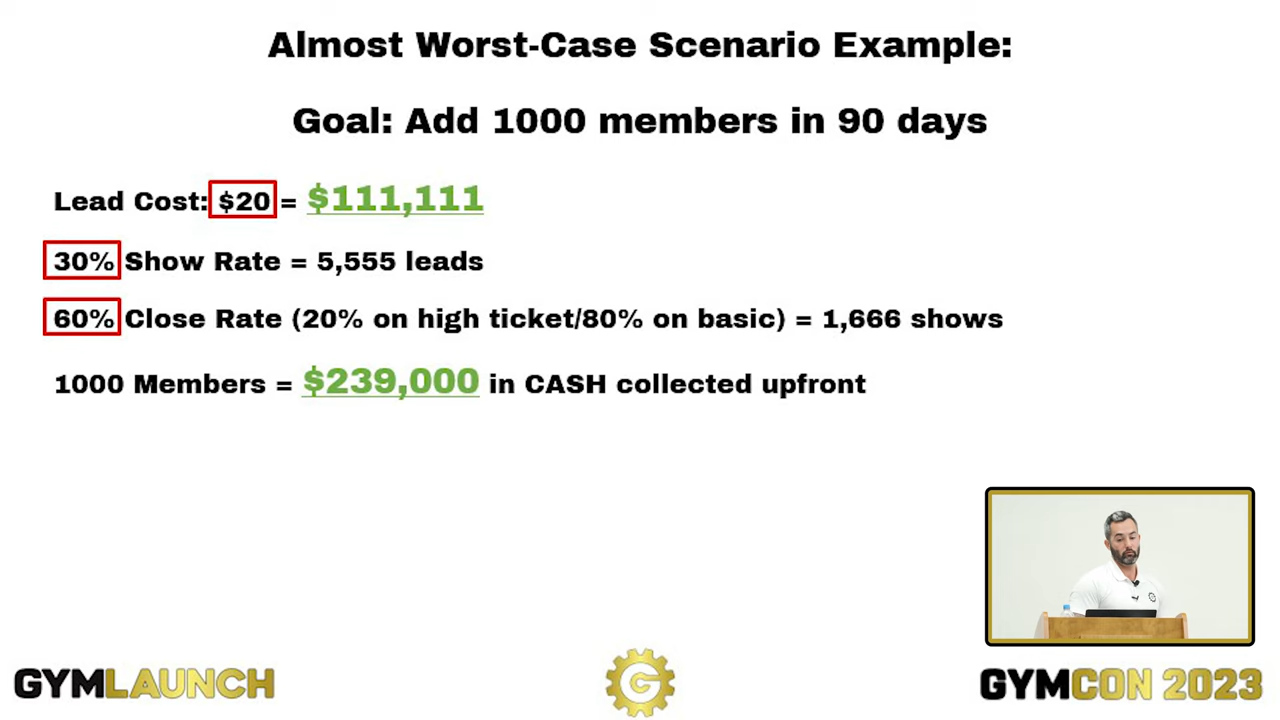 Almost Worst-Case Scenario Example:
Goal: Add 1000 members in 90 days
Lead Cost: $20 = $111,111
30% Show Rate = 5,555 leads
60% Close Rate (20% on high ticket/80% on basic) = 1,666 shows
1000 Members = $239,000 in CASH collected upfront
GYMLAUNCH
G
GYMCON 2023